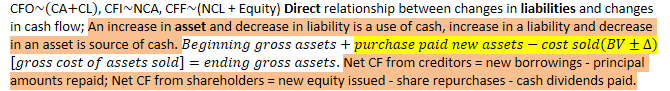 CFO~(CA+CL), CFI~NCA, CFF~(NCL + Equity) Direct relationship between changes in liabilities and changes
in cash flow; An increase in asset and decrease in liability is a use of cash, increase in a liability and decrease
in an asset is source of cash. Beginning gross assets + purchase paid new assets − cost sold(BV ± Δ)
[gross cost of assets sold] = ending gross assets. Net CF from creditors = new borrowings - principal
amounts repaid; Net CF from shareholders = new equity issued - share repurchases - cash dividends paid.